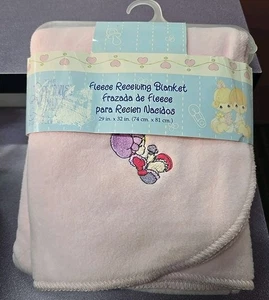 Fleece Receiving Blanket
Frazada de Fleece
para Recien Nacidos
29 in. x 32 in. (74 cm. x 81 cm.)